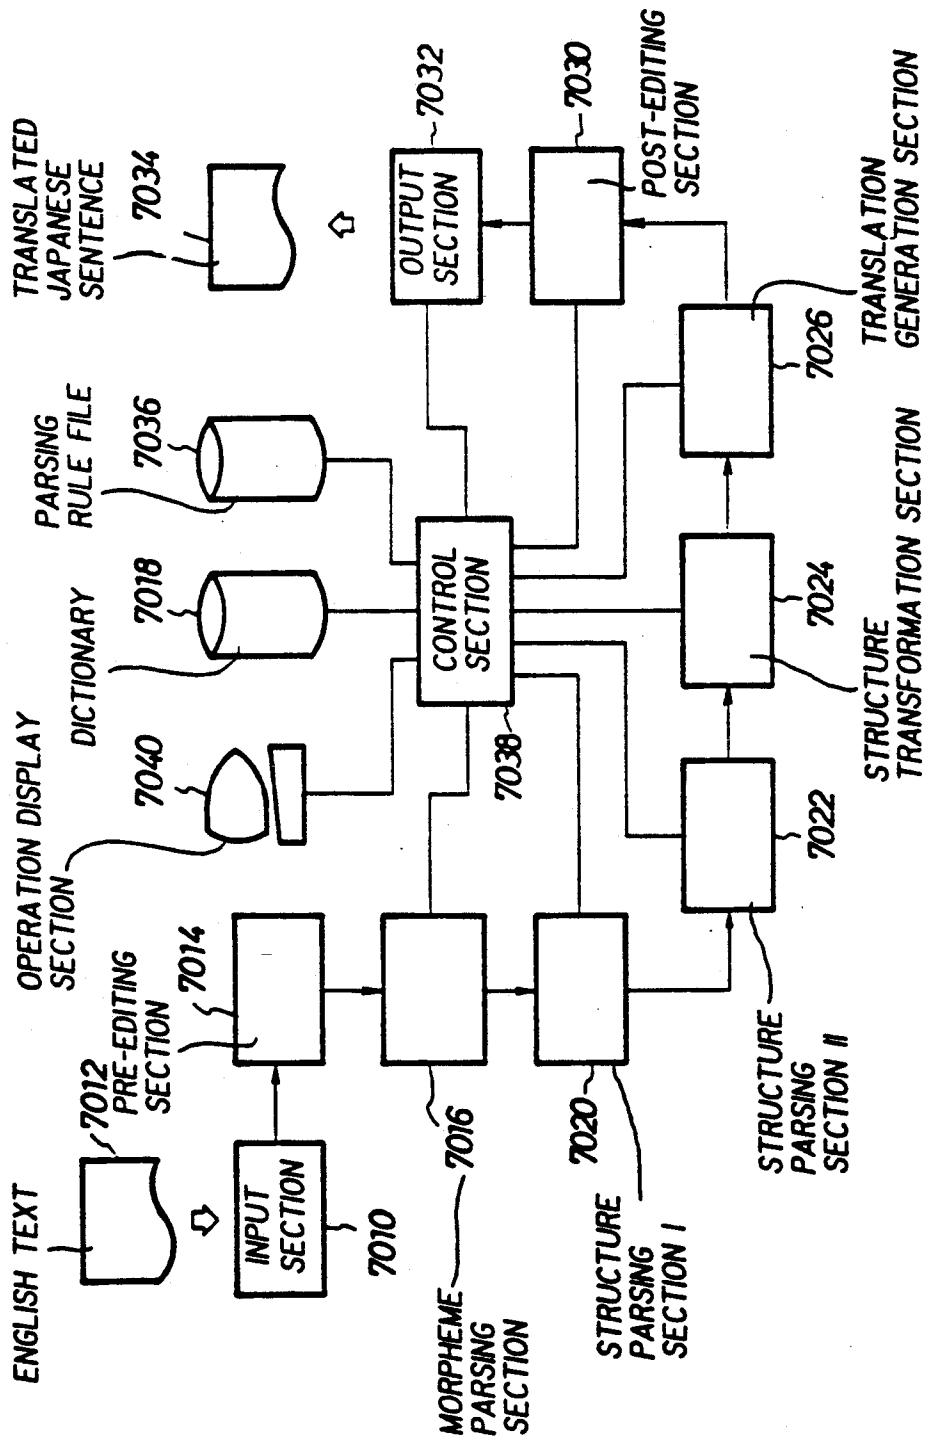 ENGLISH TEXT
7012
INPUT
SECTION
7010
PRE-EDITING
SECTION
7014
OPERATION DISPLAY
SECTION
7040
DICTIONARY
7018
PARSING
RULE FILE
7036
TRANSLATED
JAPANESE
SENTENCE
7034
MORPHEME
PARSING
SECTION
7016
CONTROL
SECTION
7038
OUTPUT
SECTION
7032
STRUCTURE
PARSING
SECTION I
7020
STRUCTURE
PARSING
SECTION II
7022
STRUCTURE
TRANSFORMATION SECTION
7024
TRANSLATION
GENERATION SECTION
7026
POST-EDITING
SECTION
7030